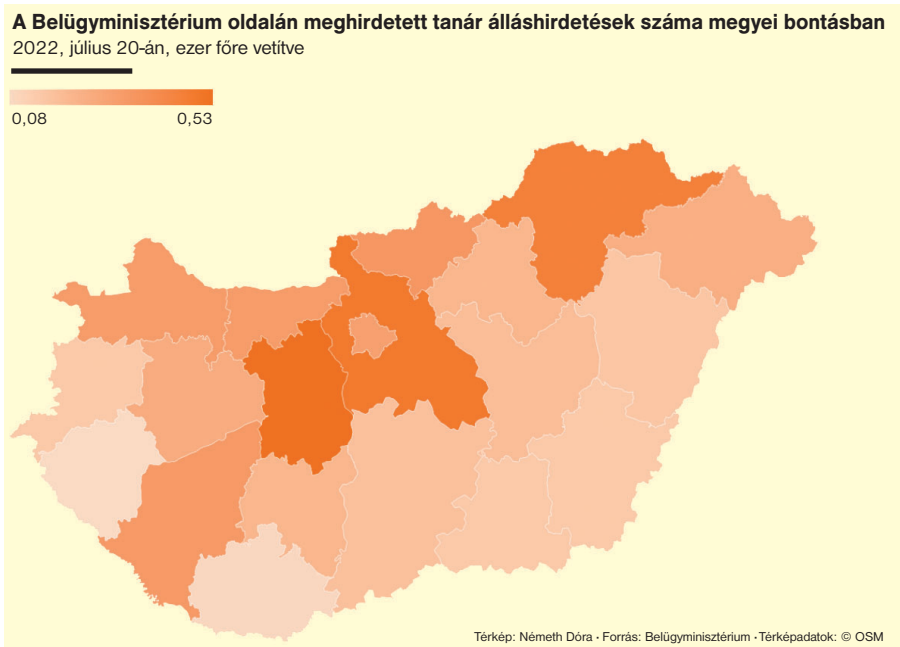 A Belügyminisztérium oldalán meghirdetett tanár álláshirdetések száma megyei bontásban
2022, július 20-án, ezer főre vetítve
0,08 0,53
Térkép: Németh Dóra · Forrás: Belügyminisztérium · Térképadatok: © OSM